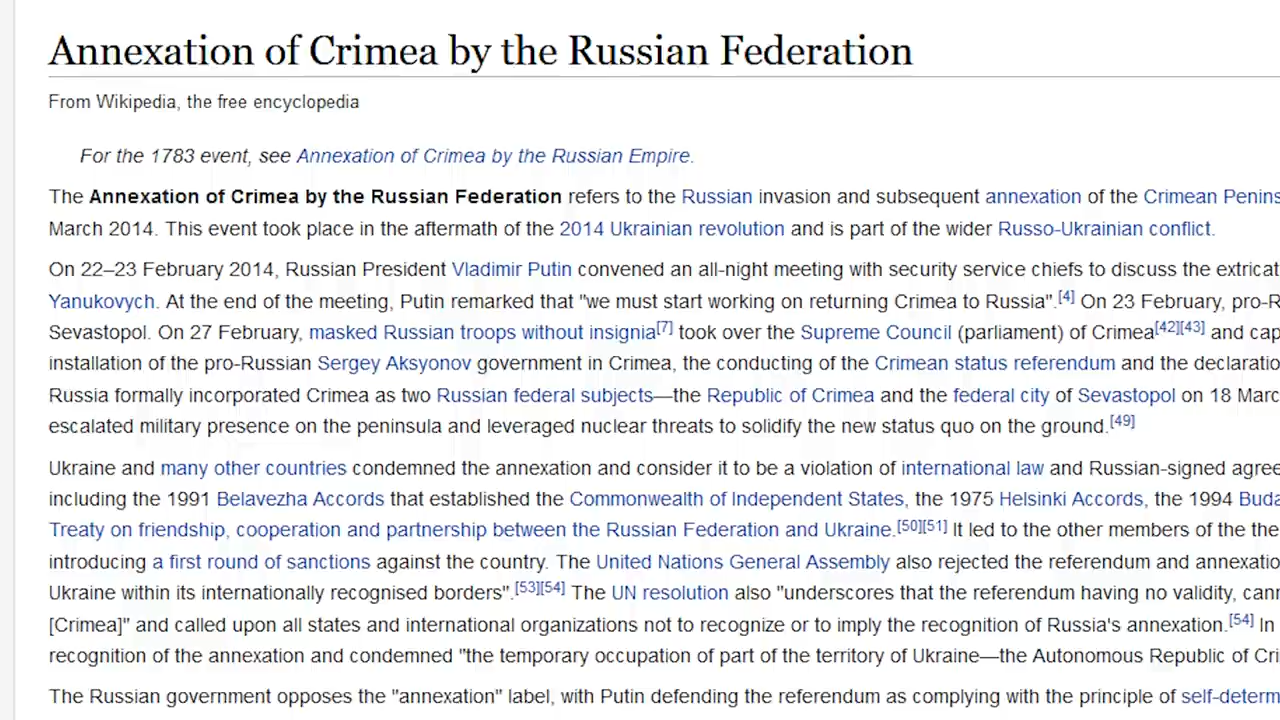 Annexation of Crimea by the Russian Federation
From Wikipedia, the free encyclopedia
For the 1783 event, see Annexation of Crimea by the Russian Empire.
The Annexation of Crimea by the Russian Federation refers to the Russian invasion and subsequent annexation of the Crimean Penins
March 2014. This event took place in the aftermath of the 2014 Ukrainian revolution and is part of the wider Russo-Ukrainian conflict.
On 22–23 February 2014, Russian President Vladimir Putin convened an all-night meeting with security service chiefs to discuss the extricat
Yanukovych. At the end of the meeting, Putin remarked that "we must start working on returning Crimea to Russia".[4] On 23 February, pro-R
Sevastopol. On 27 February, masked Russian troops without insignia[7] took over the Supreme Council (parliament) of Crimea[42][43] and cap
installation of the pro-Russian Sergey Aksyonov government in Crimea, the conducting of the Crimean status referendum and the declaratio
Russia formally incorporated Crimea as two Russian federal subjects—the Republic of Crimea and the federal city of Sevastopol on 18 Marc
escalated military presence on the peninsula and leveraged nuclear threats to solidify the new status quo on the ground.[49]
Ukraine and many other countries condemned the annexation and consider it to be a violation of international law and Russian-signed agree
including the 1991 Belavezha Accords that established the Commonwealth of Independent States, the 1975 Helsinki Accords, the 1994 Buda
Treaty on friendship, cooperation and partnership between the Russian Federation and Ukraine.[50][51] It led to the other members of the the
introducing a first round of sanctions against the country. The United Nations General Assembly also rejected the referendum and annexatio
Ukraine within its internationally recognised borders".[53][54] The UN resolution also "underscores that the referendum having no validity, cann
[Crimea]" and called upon all states and international organizations not to recognize or to imply the recognition of Russia's annexation.[54] In
recognition of the annexation and condemned "the temporary occupation of part of the territory of Ukraine—the Autonomous Republic of Cri
The Russian government opposes the "annexation" label, with Putin defending the referendum as complying with the principle of self-determ